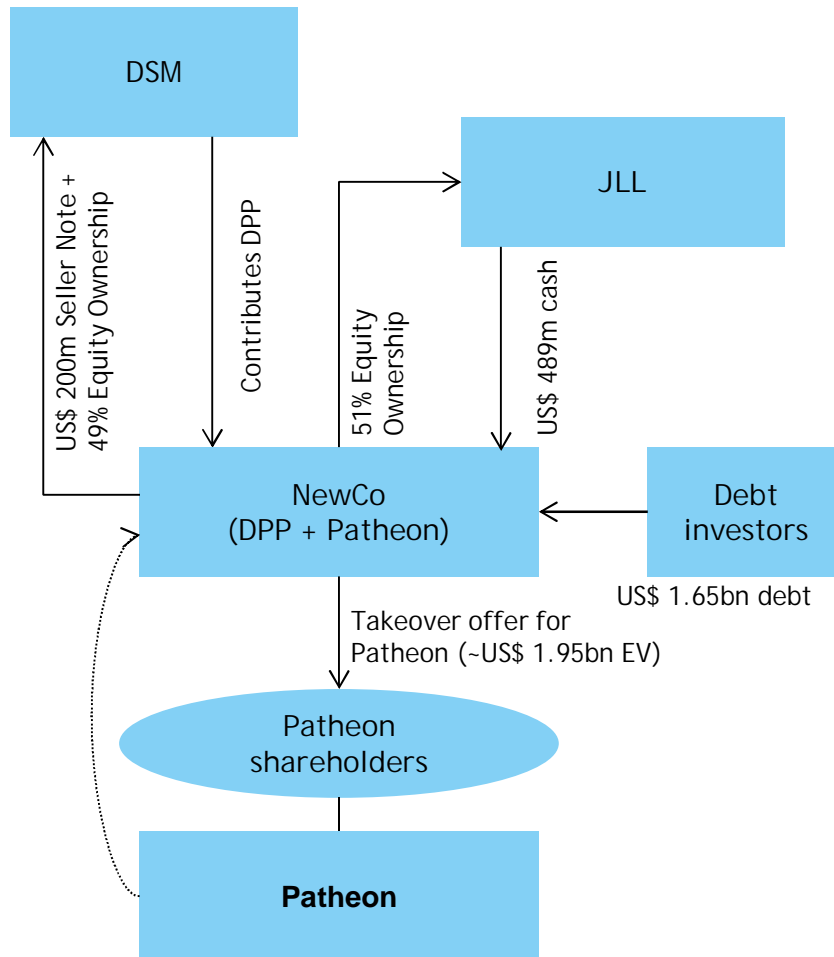 DSM
JLL
US$ 200m Seller Note +
49% Equity Ownership
Contributes DPP
51% Equity
Ownership
US$ 489m cash
NewCo
(DPP + Patheon)
Debt
investors
US$ 1.65bn debt
Takeover offer for
Patheon (~US$ 1.95bn EV)
Patheon
shareholders
Patheon